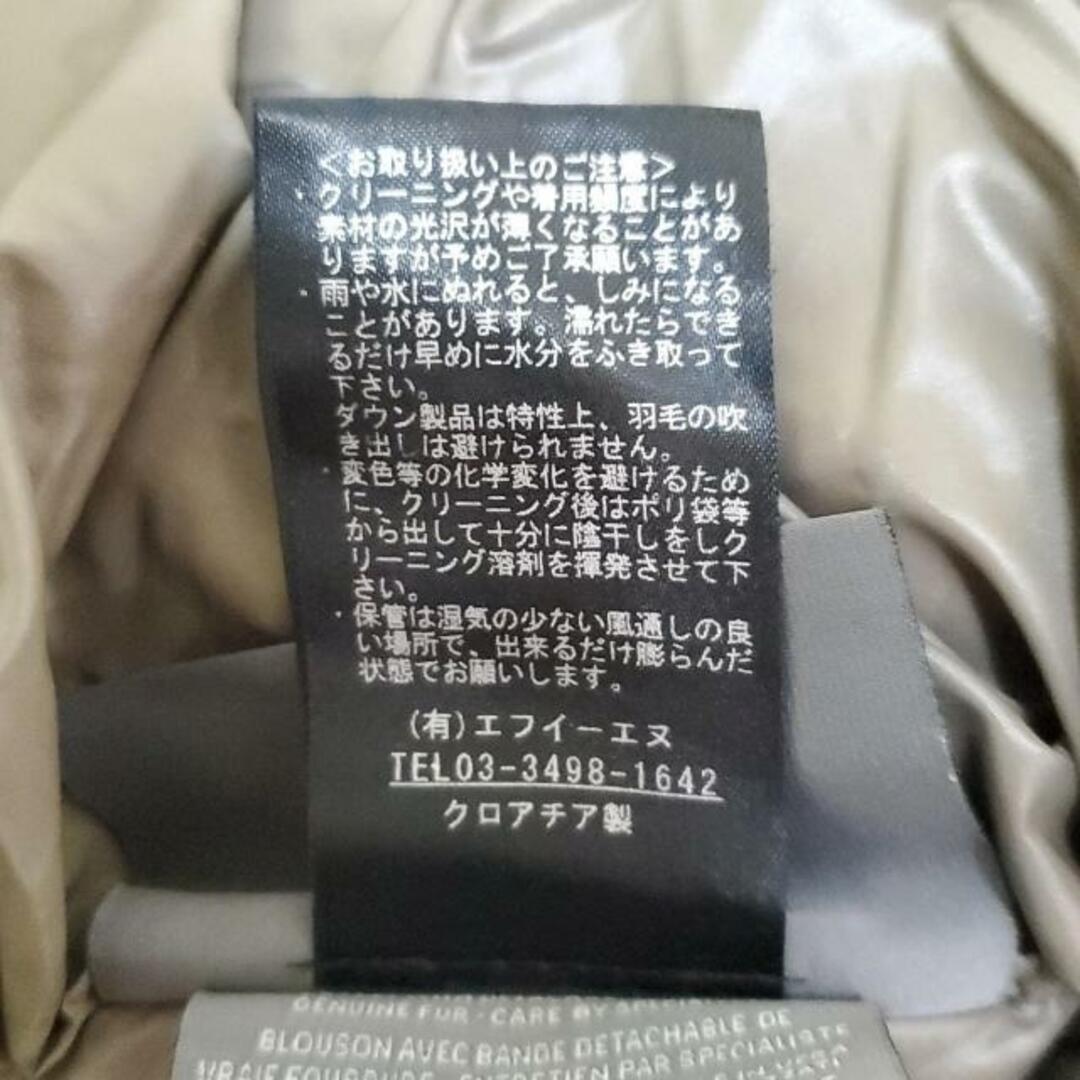 <お取り扱い上のご注意>
・クリーニングや着用頻度により
素材の光沢が薄くなることがあ
りますが予めご了承願います。
・雨や水にぬれると、しみになる
ことがあります。濡れたらでき
るだけ早めに水分をふき取って
下さい。
ダウン製品は特性上、羽毛の吹
き出しは避けられません。
・変色等の化学変化を避けるため
に、クリーニング後はポリ袋等
から出して十分に陰干しをしク
リーニング溶剤を揮発させて下
さい。
・保管は湿気の少ない風通しの良
い場所で、出来るだけ膨らんだ
状態でお願いします。
(有)エフイーエヌ
TEL03-3498-1642
クロアチア製
GENUINE FUR - CARE BY
BLOUSON AVEC BANDE DETACHABLE DE
VRAIE FOURRURE - ENTRETIEN PAR SPECIALISTE